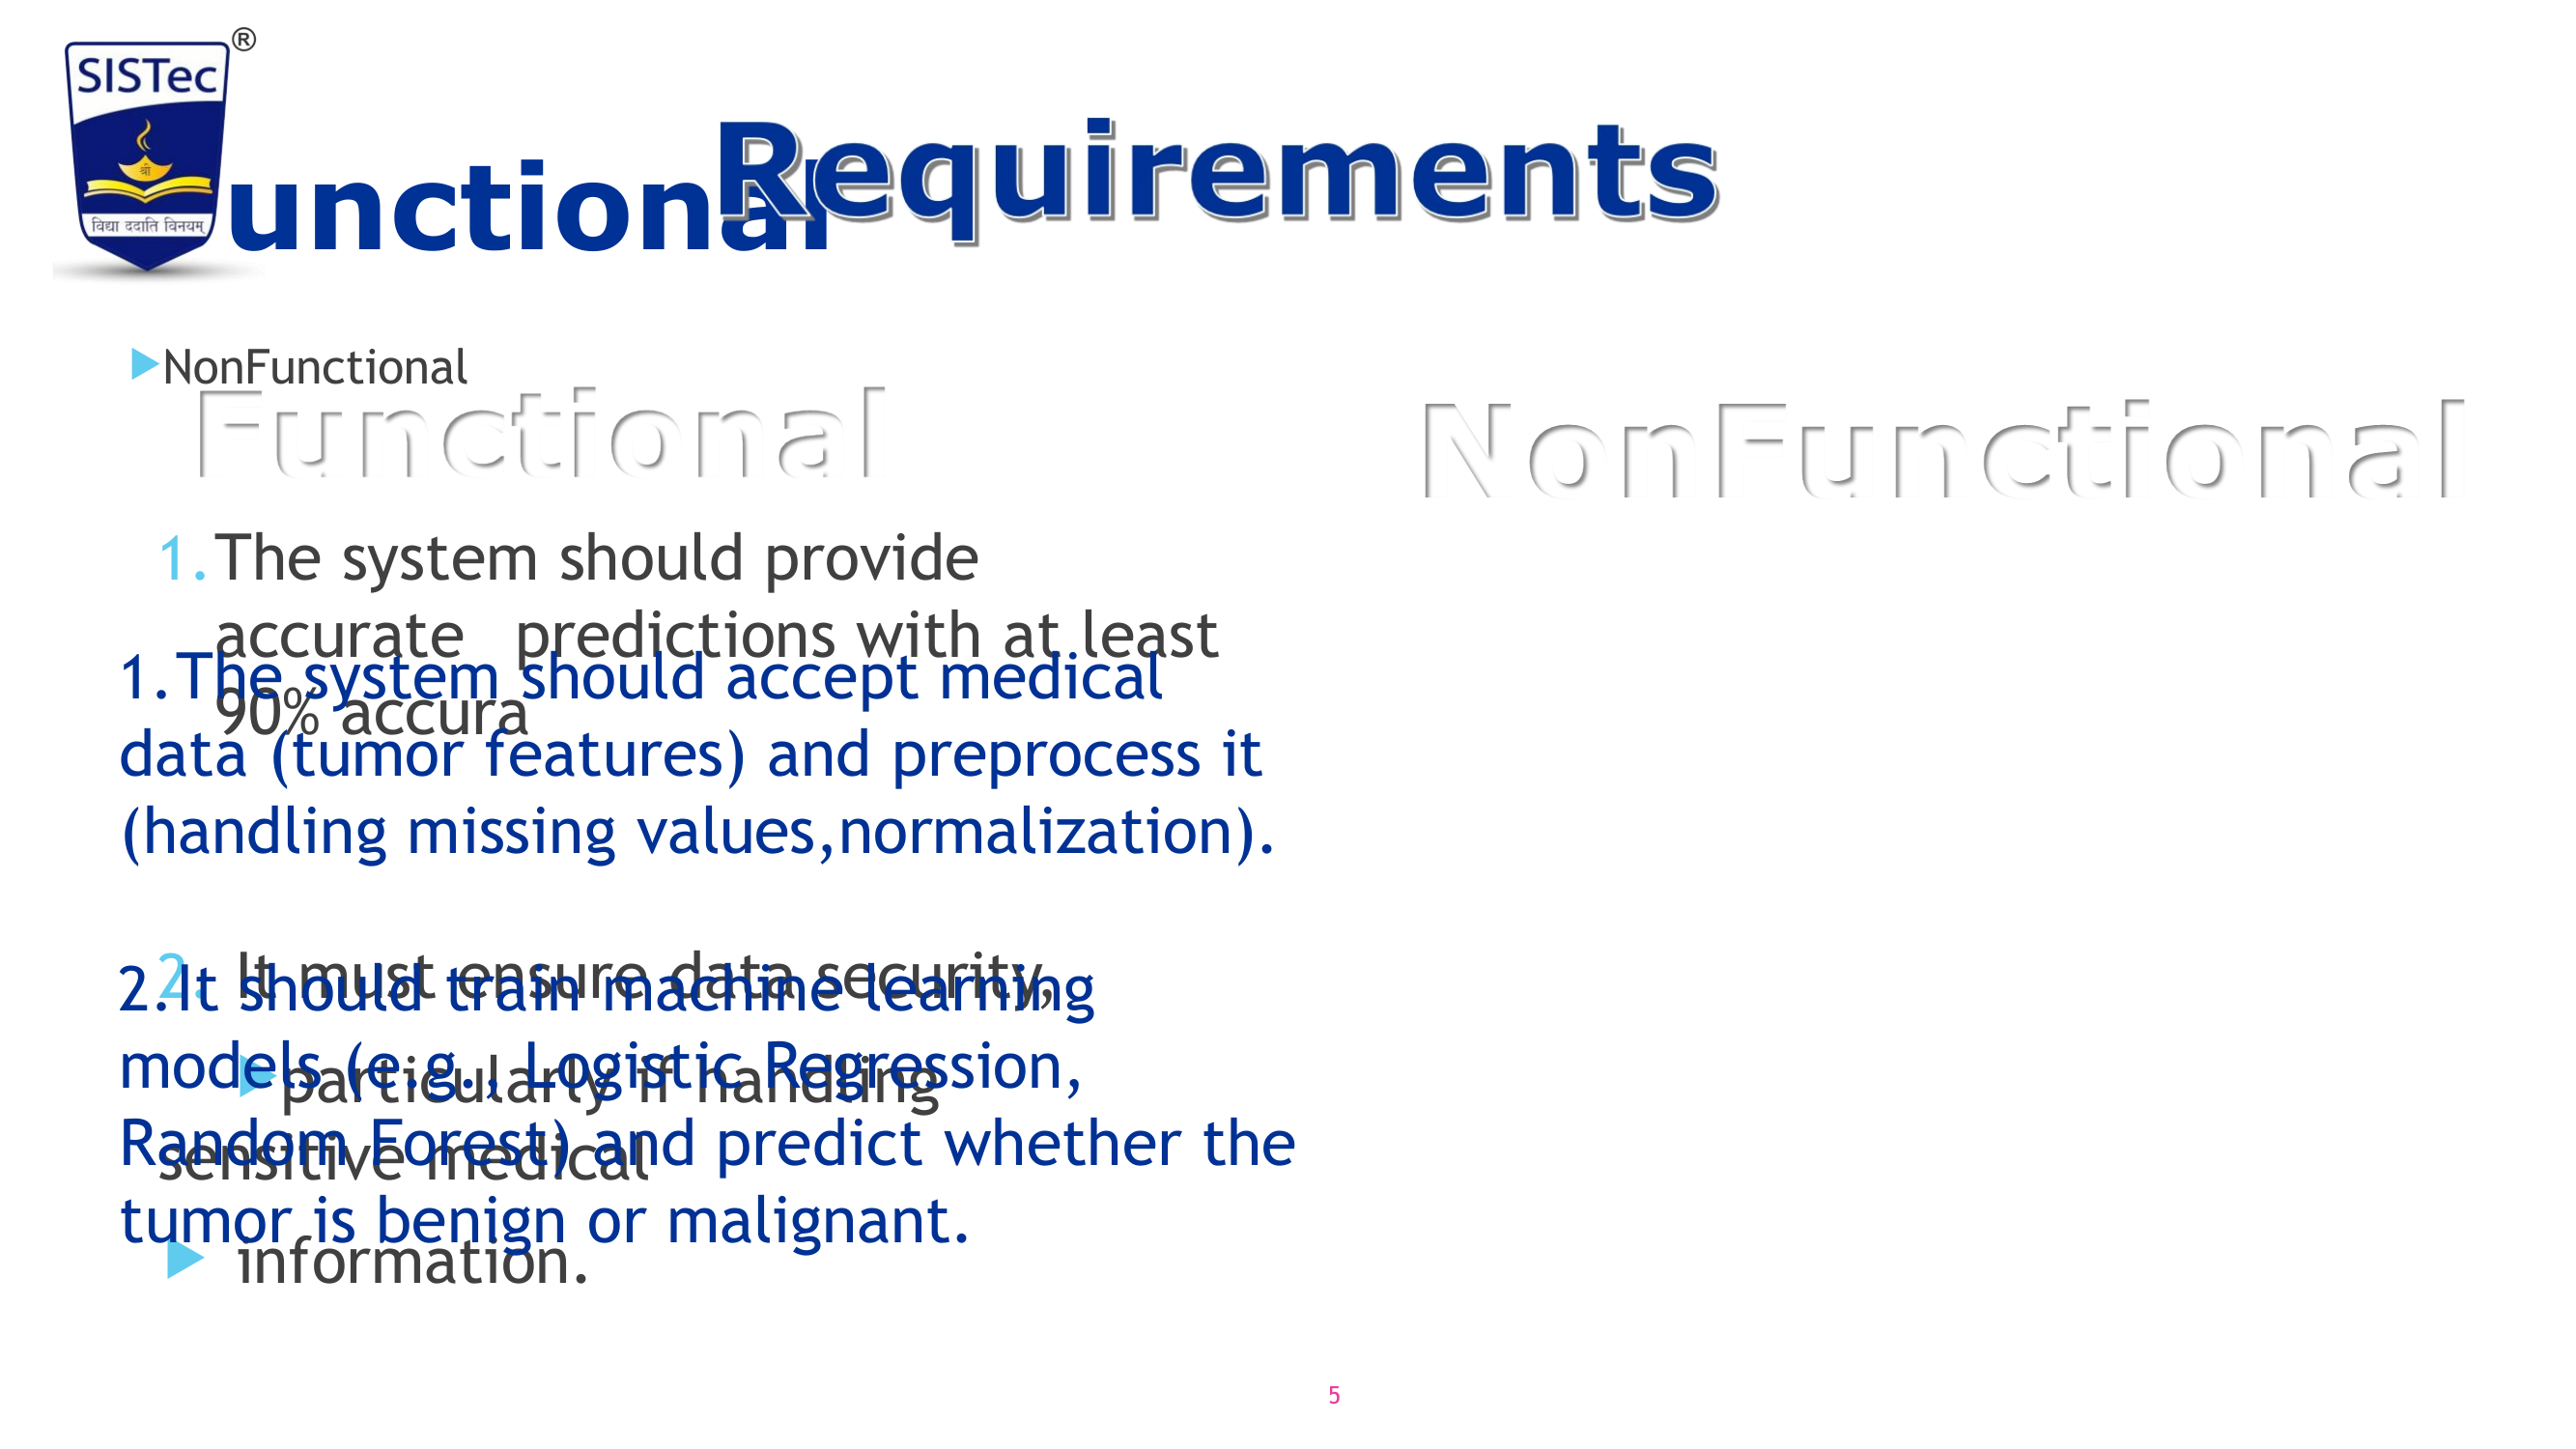 SISTec
®
श्री
विद्या ददाति विनयम्
unctional
Requirements
NonFunctional
Functional
NonFunctional
1.The system should provide
accurate predictions with at least
90% accura
1.The system should accept medical
data (tumor features) and preprocess it
(handling missing values,normalization).
2. It must ensure data security,
particularly if handling
sensitive medical
information.
2.It should train machine learning
models (e.g., Logistic Regression,
Random Forest) and predict whether the
tumor is benign or malignant.
5